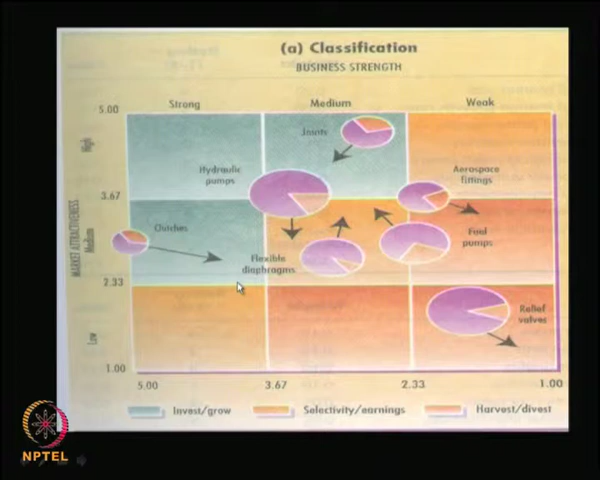 (a) Classification
BUSINESS STRENGTH
Strong Medium Weak
5.00
High
Joints
Hydraulic
pumps
Aerospace
fittings
3.67
MARKET ATTRACTIVENESS
Medium
Clutches
Flexible
diaphragms
Fuel
pumps
2.33
Relief
valves
Low
1.00
5.00 3.67 2.33 1.00
Invest/grow Selectivity/earnings Harvest/divest
NPTEL